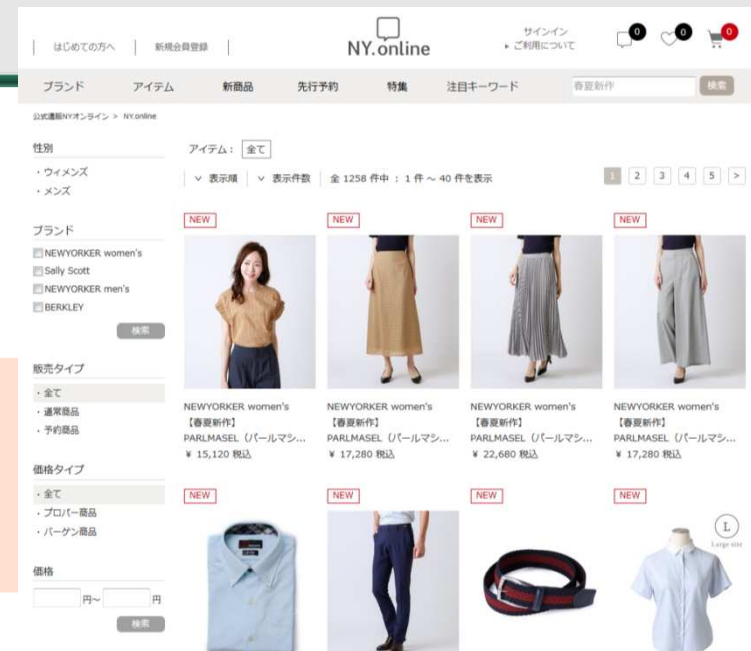 はじめての方へ
新規会員登録
NY.online
サインイン
ご利用について
0
0
0
ブランド
アイテム
新商品
先行予約
特集
注目キーワード
春夏新作
検索
公式通販NYオンライン > NY.online
性別
・ウィメンズ
・メンズ
ブランド
NEWYORKER women's
Sally Scott
NEWYORKER men's
BERKLEY
検索
販売タイプ
・全て
・通常商品
・予約商品
価格タイプ
・全て
・プロパー商品
・バーゲン商品
価格
円～
円
検索
アイテム： 全て
表示順
表示件数
全 1258 件中 ： 1 件 ～ 40 件を表示
1 2 3 4 5 >
NEW
NEWYORKER women's
【春夏新作】
PARLMASEL（パールマシ...
¥ 15,120 税込
NEW
NEWYORKER women's
【春夏新作】
PARLMASEL（パールマシ...
¥ 17,280 税込
NEW
NEWYORKER women's
【春夏新作】
PARLMASEL（パールマシ...
¥ 22,680 税込
NEW
NEWYORKER women's
【春夏新作】
PARLMASEL（パールマシ...
¥ 17,280 税込
NEW
NEW
NEW
NEW
L
Large size